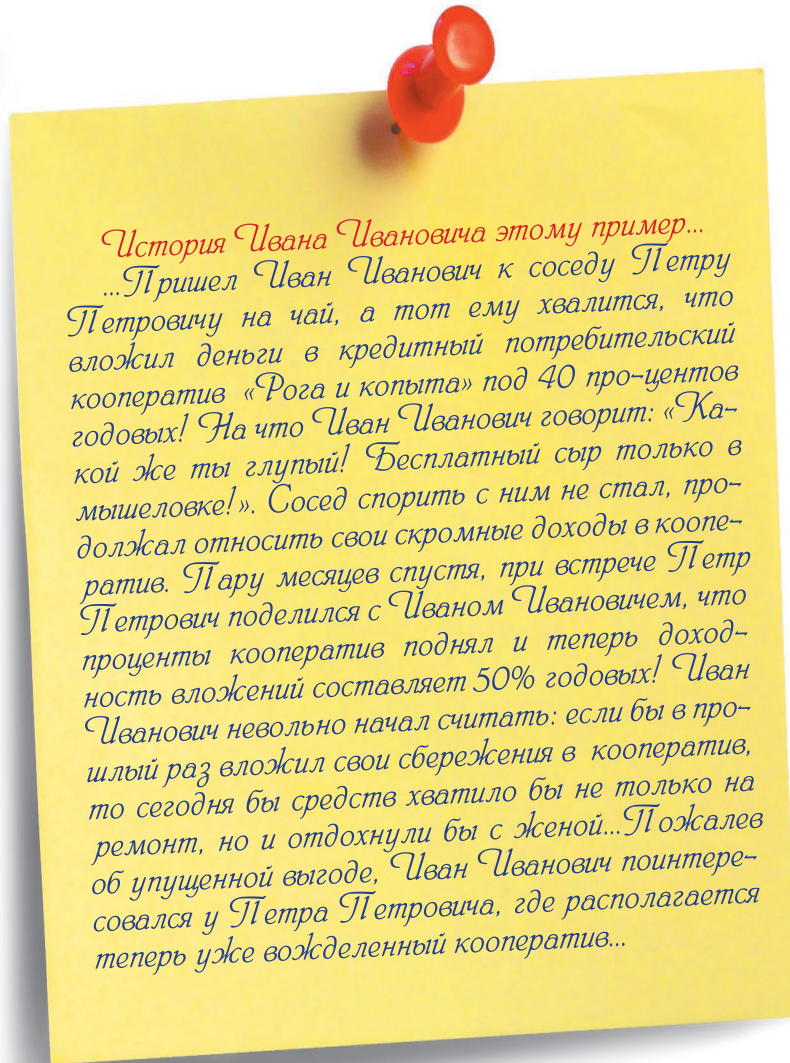 История Ивана Ивановича этому пример...
...Пришел Иван Иванович к соседу Петру
Петровичу на чай, а тот ему хвалится, что
вложил деньги в кредитный потребительский
кооператив «Рога и копыта» под 40 про-центов
годовых! На что Иван Иванович говорит: «Ка-
кой же ты глупый! Бесплатный сыр только в
мышеловке!». Сосед спорить с ним не стал, про-
должал относить свои скромные доходы в коопе-
ратив. Пару месяцев спустя, при встрече Петр
Петрович поделился с Иваном Ивановичем, что
проценты кооператив поднял и теперь доход-
ность вложений составляет 50% годовых! Иван
Иванович невольно начал считать: если бы в про-
шлый раз вложил свои сбережения в кооператив,
то сегодня бы средств хватило бы не только на
ремонт, но и отдохнули бы с женой...Пожалев
об упущенной выгоде, Иван Иванович поинтере-
совался у Петра Петровича, где располагается
теперь уже вожделенный кооператив...